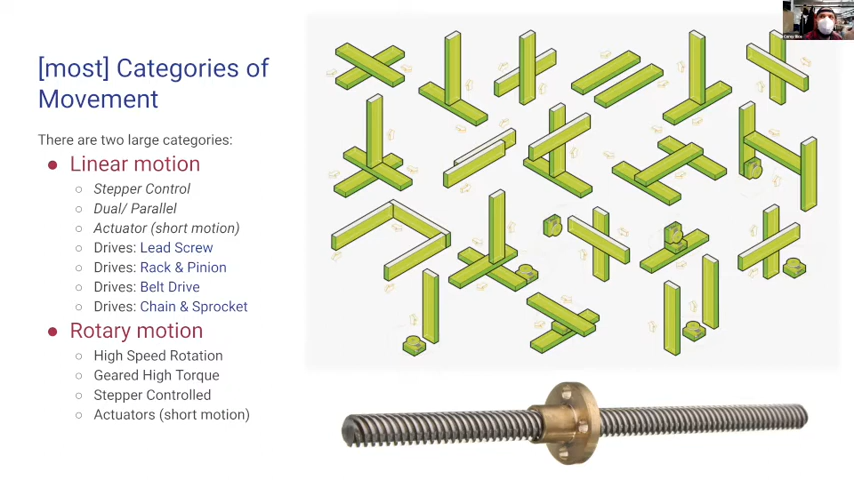 [most] Categories of
Movement
There are two large categories:
● Linear motion
○ Stepper Control
○ Dual/ Parallel
○ Actuator (short motion)
○ Drives: Lead Screw
○ Drives: Rack & Pinion
○ Drives: Belt Drive
○ Drives: Chain & Sprocket
● Rotary motion
○ High Speed Rotation
○ Geared High Torque
○ Stepper Controlled
○ Actuators (short motion)